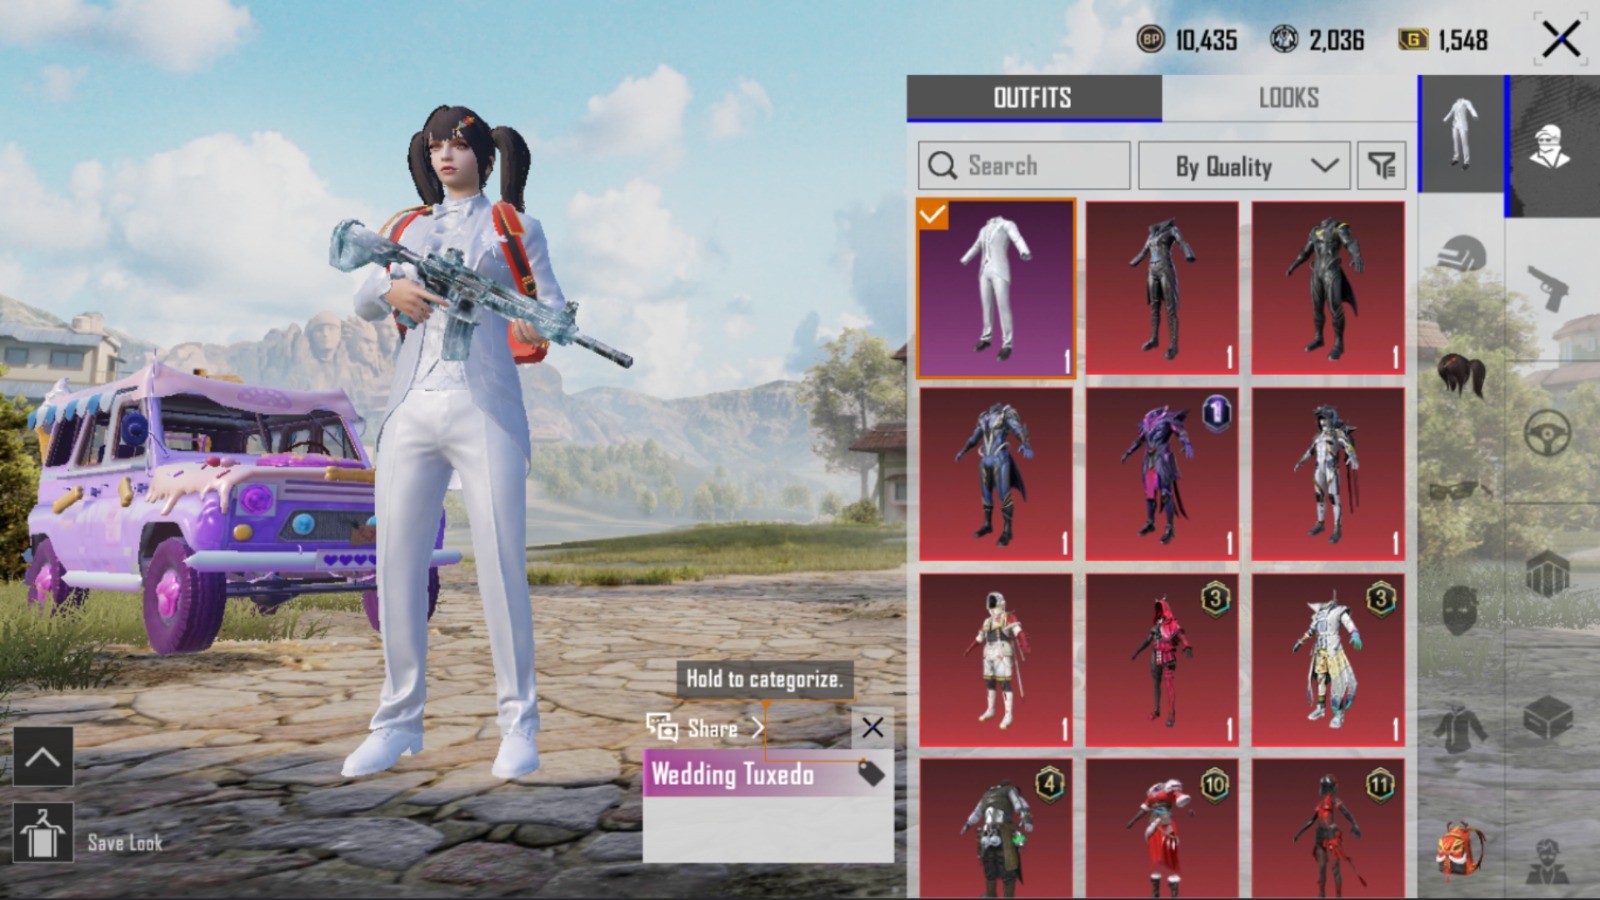 BP 10,435 2,036 G 1,548
OUTFITS LOOKS
Search By Quality
1 1 1
1
1 1 1
3 3
1 1 1
4 10 11
Hold to categorize.
Share
Wedding Tuxedo
Save Look